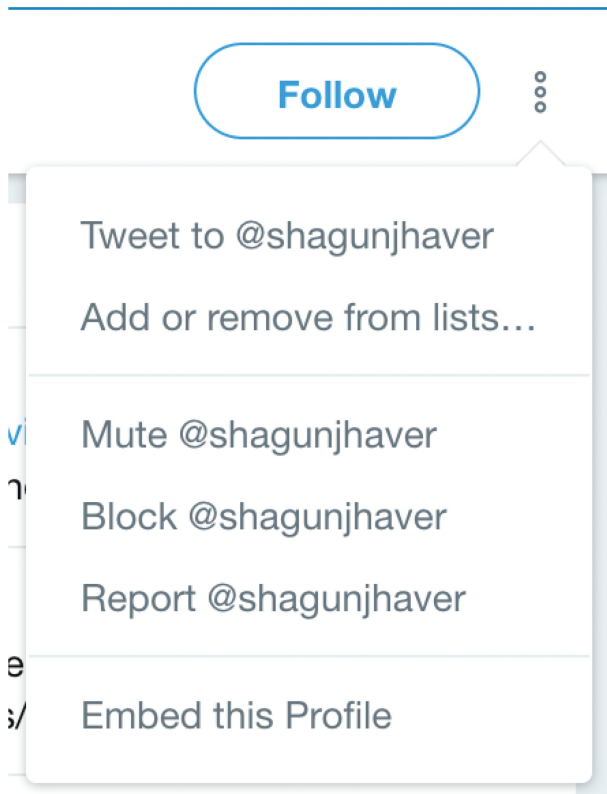 Follow
Tweet to @shagunjhaver
Add or remove from lists...
Mute @shagunjhaver
Block @shagunjhaver
Report @shagunjhaver
Embed this Profile